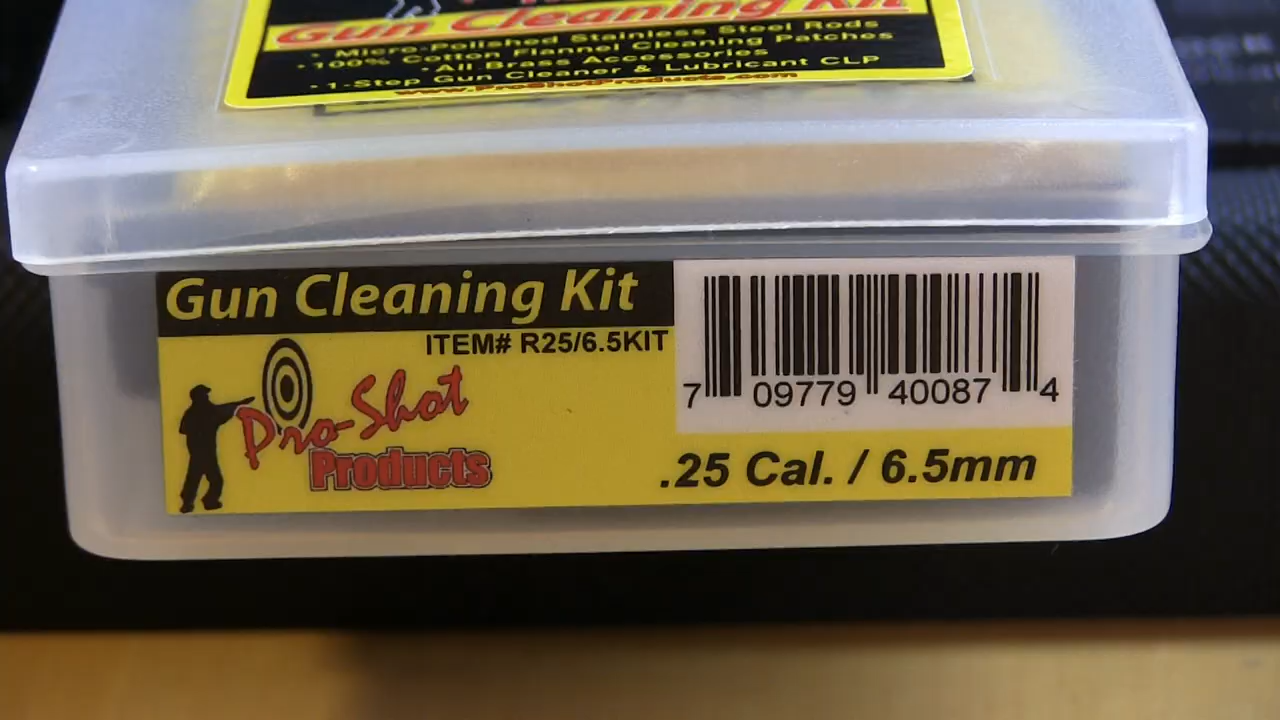 Gun Cleaning Kit
• Micro-Polished Stainless Steel Rods
• 100% Cotton Flannel Cleaning Patches
• All Brass Accessories
• 1-Step Gun Cleaner & Lubricant CLP
www.ProShotProducts.com
Gun Cleaning Kit
ITEM# R25/6.5KIT
Pro-Shot
Products
7 09779 40087 4
.25 Cal. / 6.5mm